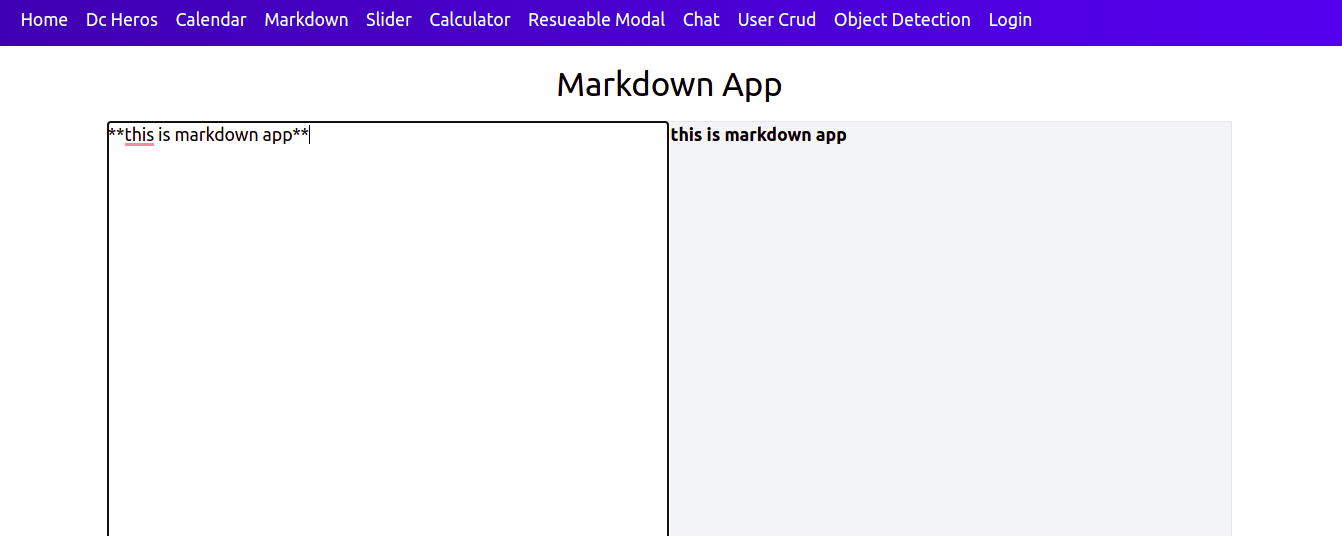 Home Dc Heros Calendar Markdown Slider Calculator Resueable Modal Chat User Crud Object Detection Login
Markdown App
**this is markdown app**
this is markdown app